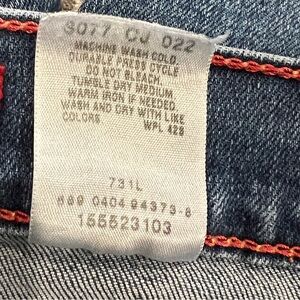 3077 CJ 022
MACHINE WASH COLD
DURABLE PRESS CYCLE
DO NOT BLEACH.
TUMBLE DRY MEDIUM
WARM IRON IF NEEDED.
WASH AND DRY WITH LIKE
COLORS
WPL 423
731L
0404 94373-8
155523103